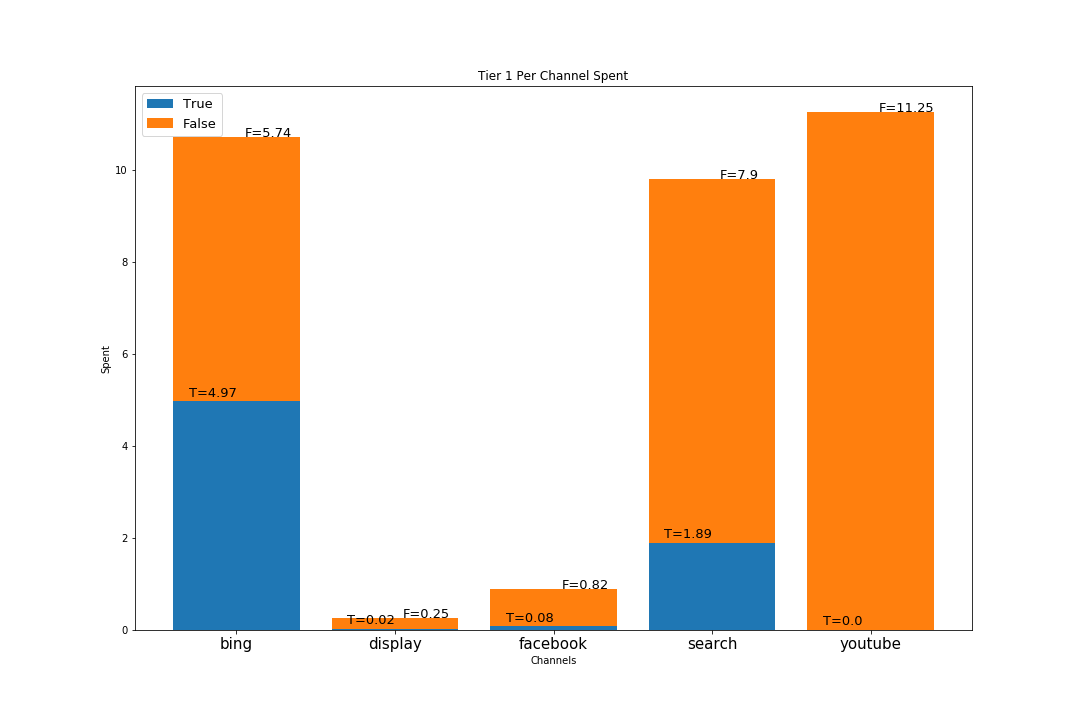 Tier 1 Per Channel Spent
True
False
F=5.74
F=11.25
F=7.9
T=4.97
T=1.89
F=0.82
F=0.25
T=0.02
T=0.08
T=0.0
10
8
6
4
2
0
Spent
bing
display
facebook
search
youtube
Channels